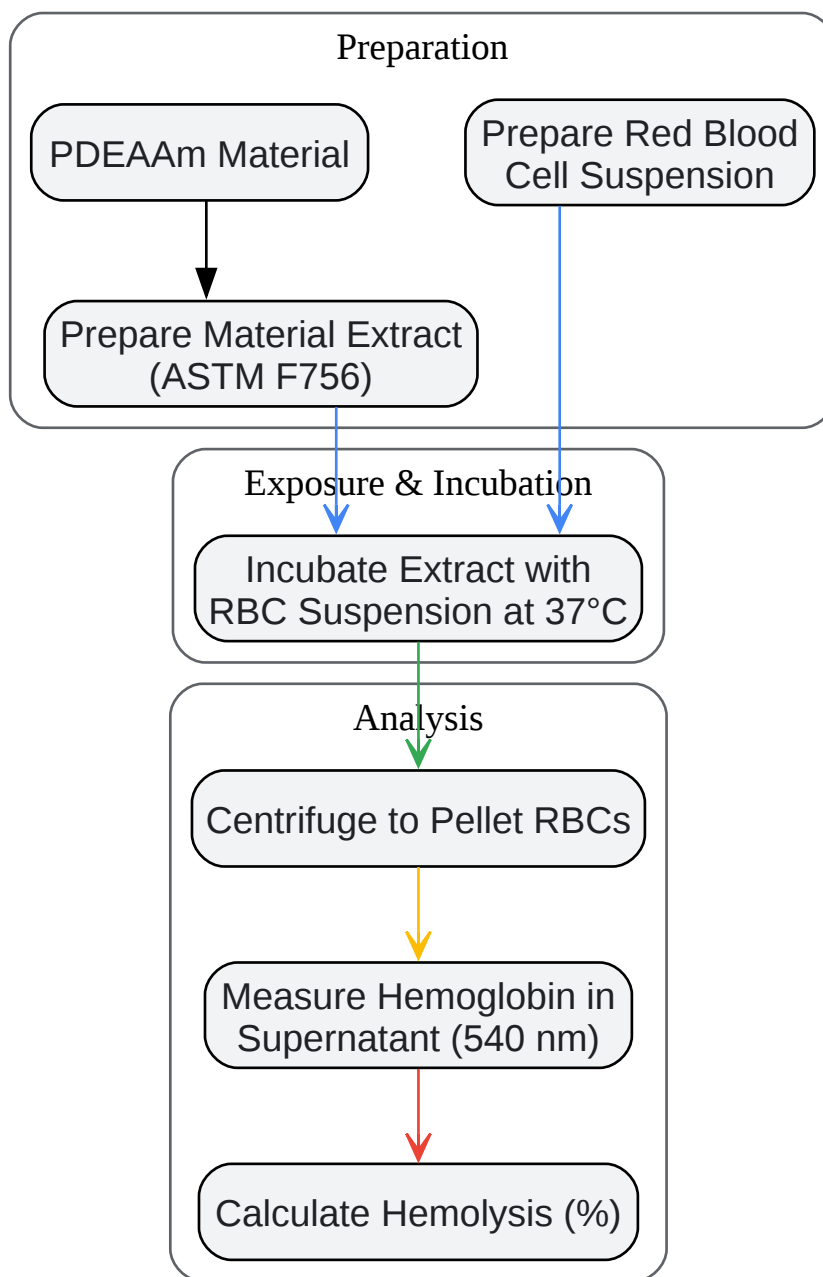 Preparation
PDEAAm Material
Prepare Red Blood
Cell Suspension
Prepare Material Extract
(ASTM F756)
Exposure & Incubation
Incubate Extract with
RBC Suspension at 37°C
Analysis
Centrifuge to Pellet RBCs
Measure Hemoglobin in
Supernatant (540 nm)
Calculate Hemolysis (%)